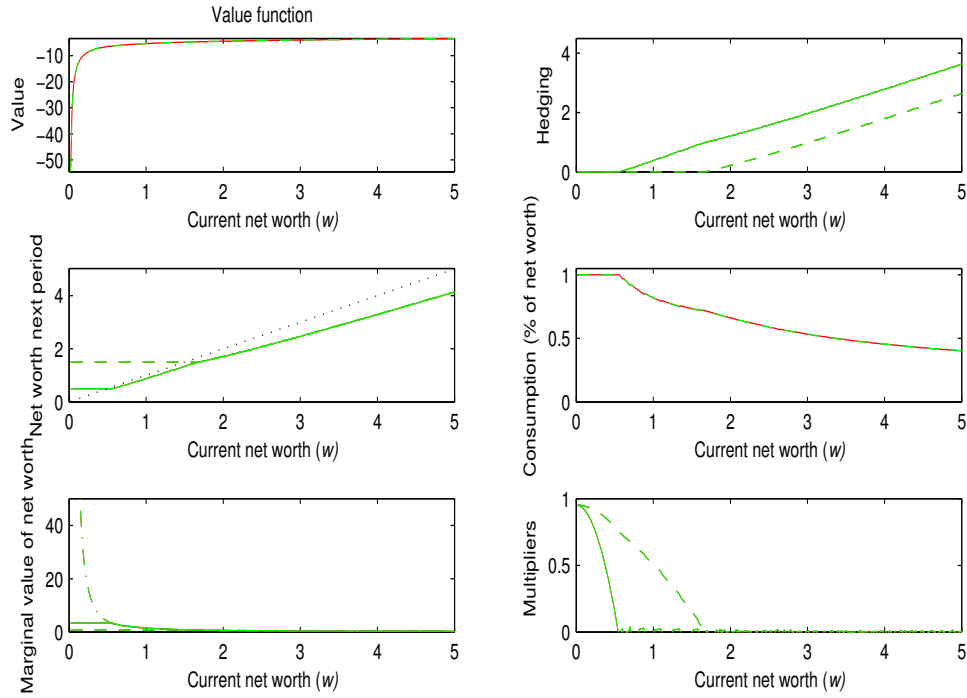 Value function
Value
−10
−20
−30
−40
−50
0 1 2 3 4 5
Current net worth (w)
Hedging
4
2
0
0 1 2 3 4 5
Current net worth (w)
Net worth next period
4
2
0
0 1 2 3 4 5
Current net worth (w)
Consumption (% of net worth)
1
0.5
0
0 1 2 3 4 5
Current net worth (w)
Marginal value of net worth
40
20
0
0 1 2 3 4 5
Current net worth (w)
Multipliers
1
0.5
0
0 1 2 3 4 5
Current net worth (w)